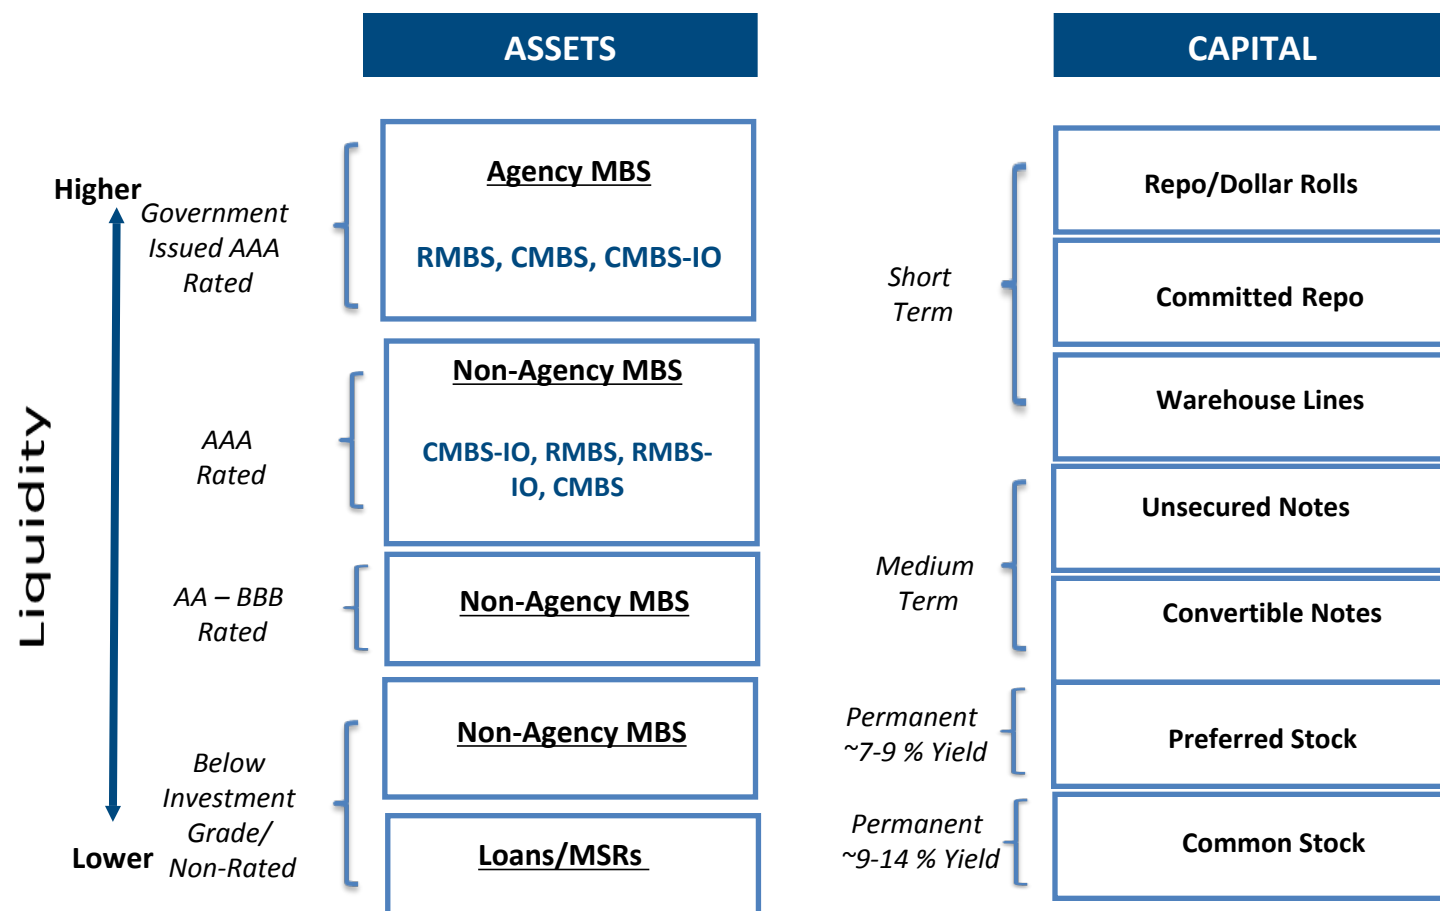 ASSETS
CAPITAL
Liquidity
Higher
Lower
Government
Issued AAA
Rated
Agency MBS
RMBS, CMBS, CMBS-IO
AAA
Rated
Non-Agency MBS
CMBS-IO, RMBS, RMBS-
IO, CMBS
AA – BBB
Rated
Non-Agency MBS
Below
Investment
Grade/
Non-Rated
Non-Agency MBS
Loans/MSRs
Short
Term
Repo/Dollar Rolls
Committed Repo
Warehouse Lines
Medium
Term
Unsecured Notes
Convertible Notes
Permanent
~7-9 % Yield
Preferred Stock
Permanent
~9-14 % Yield
Common Stock